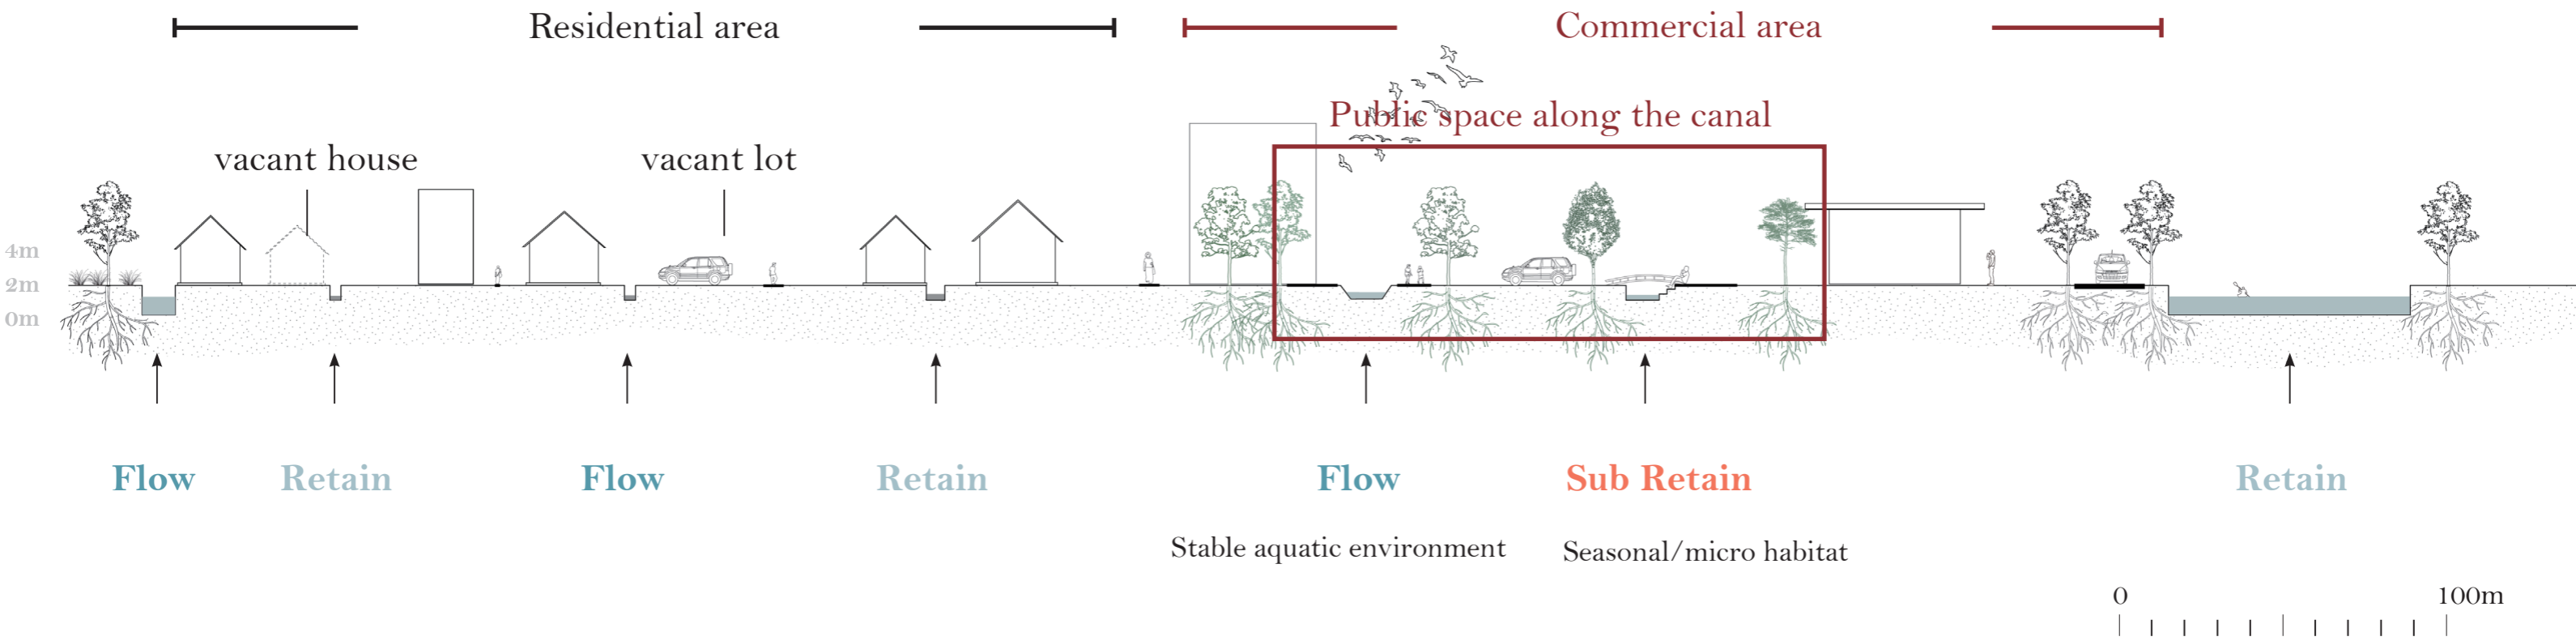 Residential area
Commercial area
Public space along the canal
vacant house
vacant lot
4m
2m
0m
Flow
Retain
Flow
Retain
Flow
Sub Retain
Retain
Stable aquatic environment
Seasonal/micro habitat
0
100m